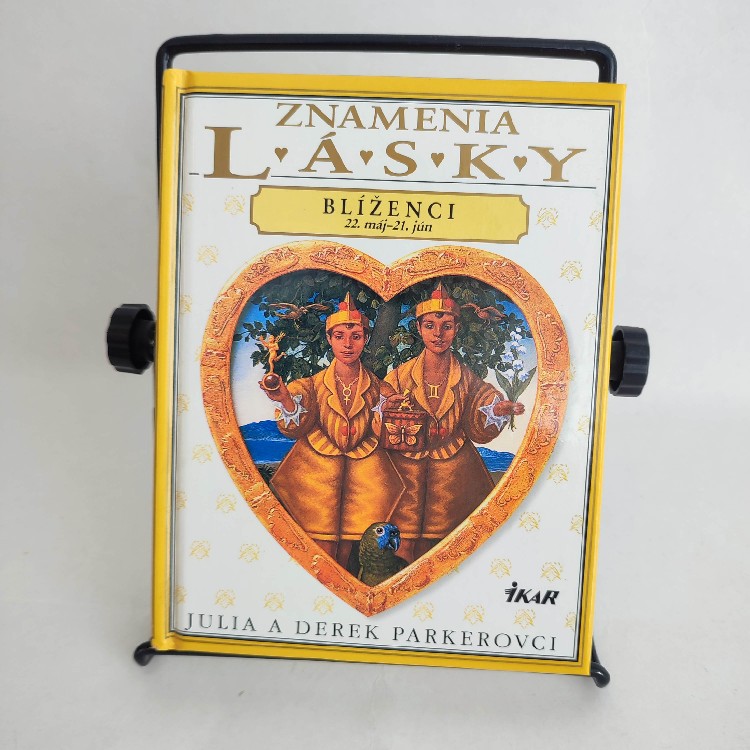 ZNAMENIA
L♥Á♥S♥K♥Y
BLÍŽENCI
22. máj–21. jún
IKAR
JULIA A DEREK PARKEROVCI